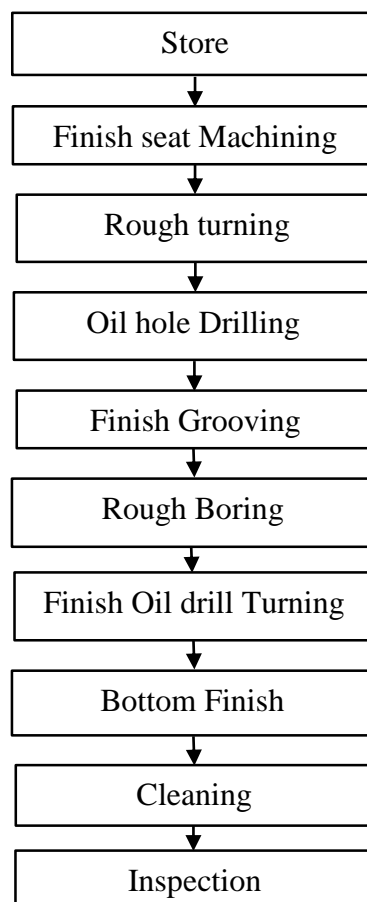 Store
Finish seat Machining
Rough turning
Oil hole Drilling
Finish Grooving
Rough Boring
Finish Oil drill Turning
Bottom Finish
Cleaning
Inspection